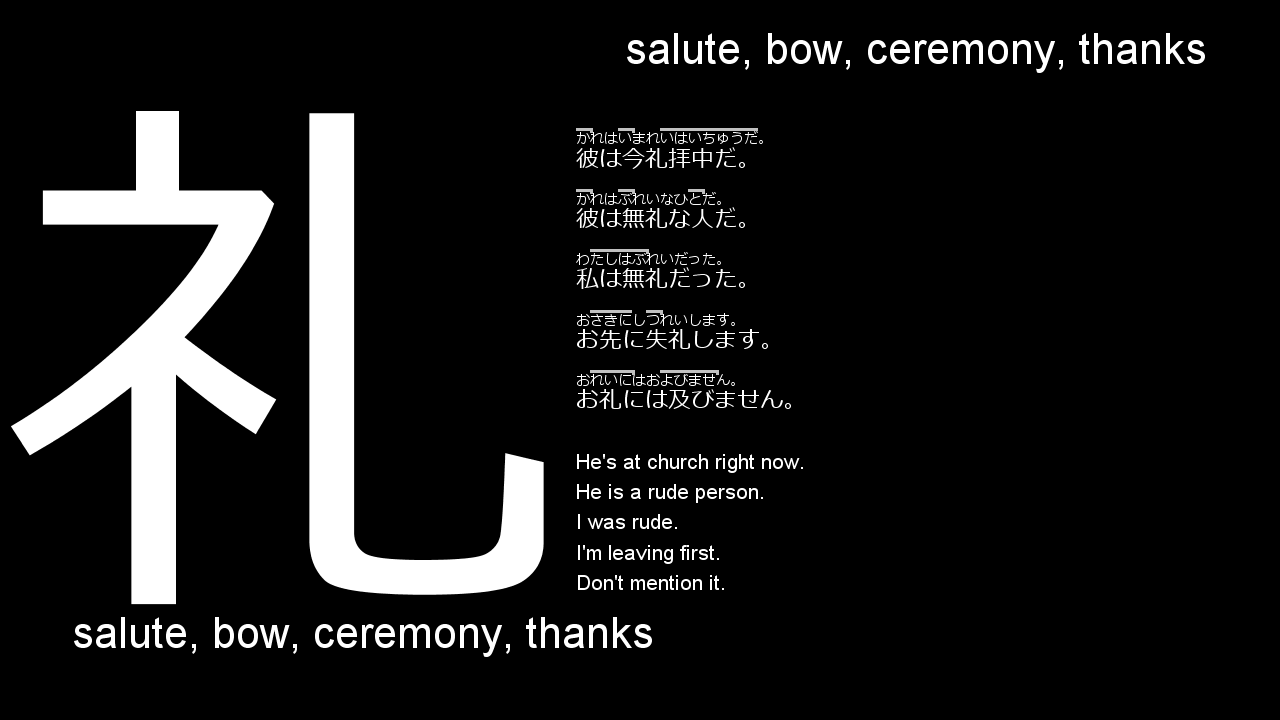 salute, bow, ceremony, thanks
礼
かれはいまれいはいちゅうだ。
彼は今礼拝中だ。
かれはぶれいなひとだ。
彼は無礼な人だ。
わたしはぶれいだった。
私は無礼だった。
おさきにしつれいします。
お先に失礼します。
おれいにはおよびません。
お礼には及びません。
He's at church right now.
He is a rude person.
I was rude.
I'm leaving first.
Don't mention it.
salute, bow, ceremony, thanks